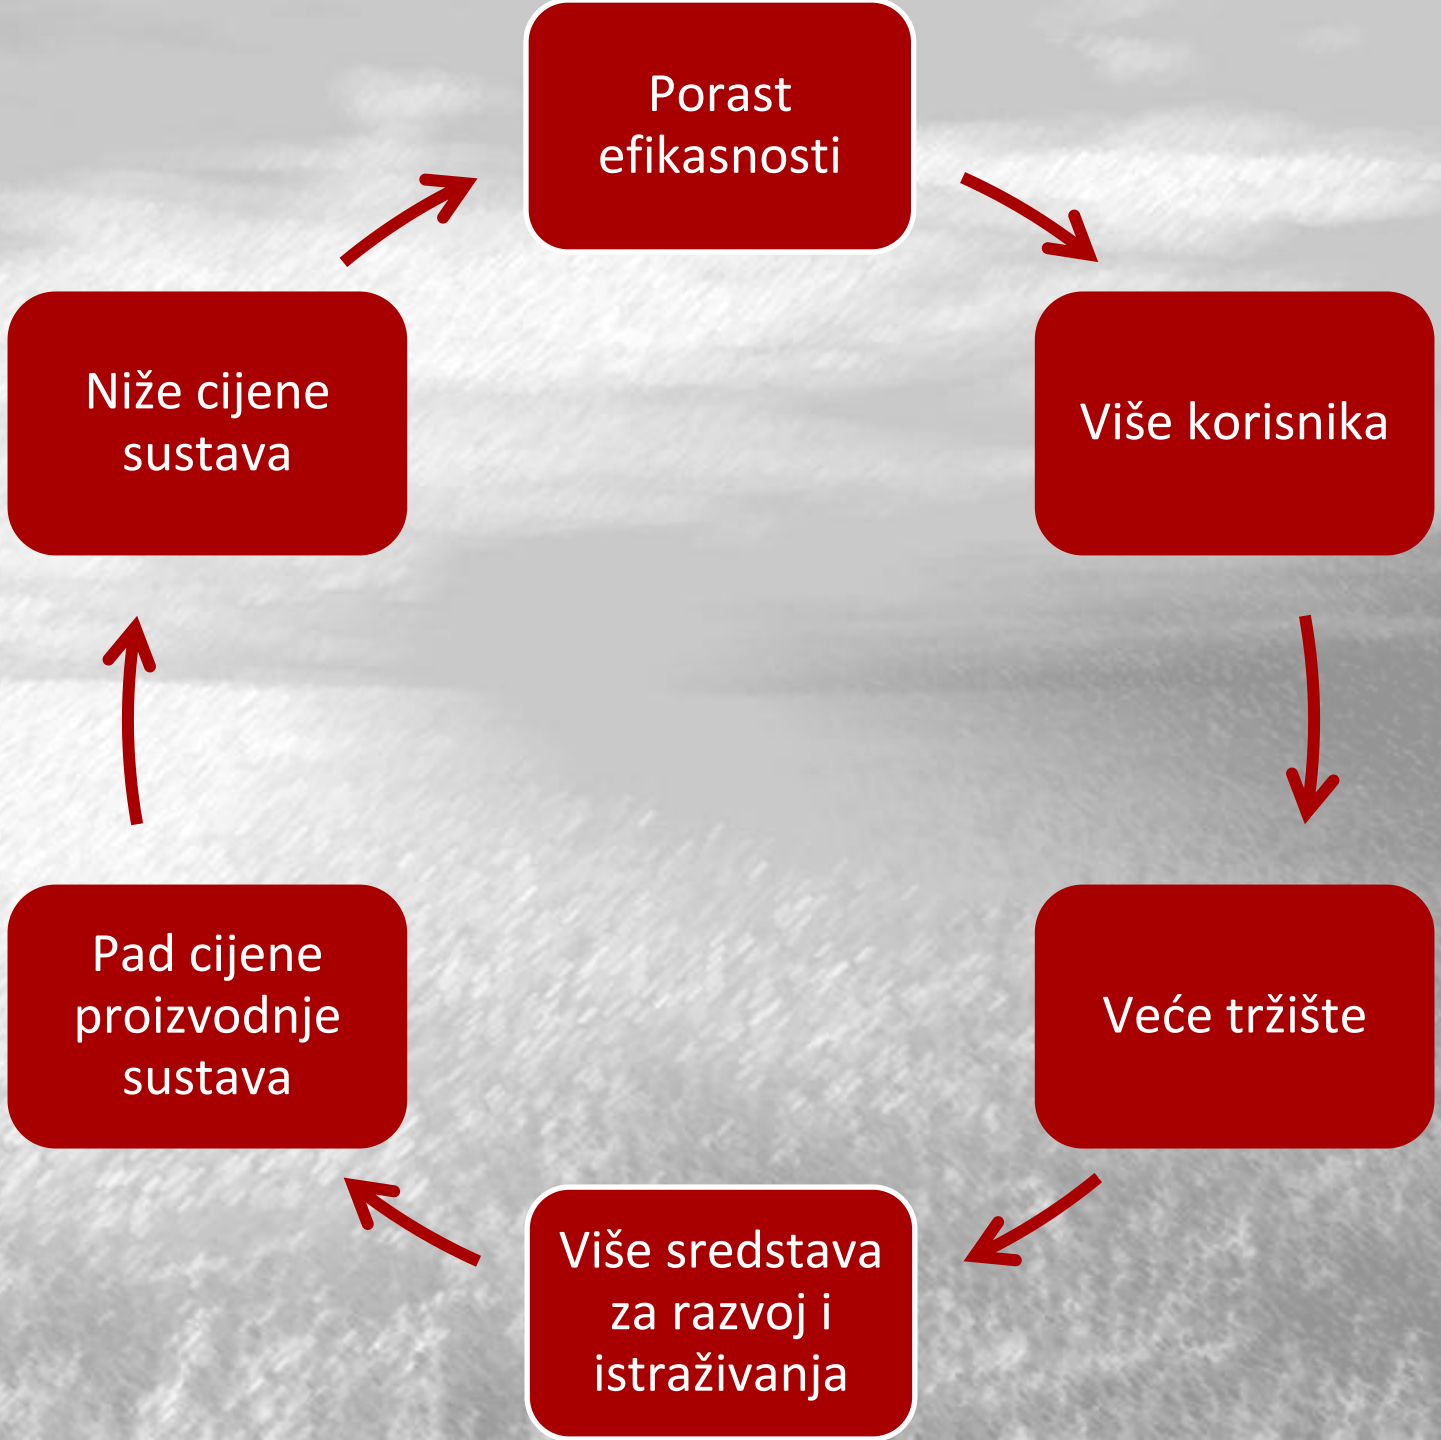 Porast
efikasnosti
Više korisnika
Veće tržište
Više sredstava
za razvoj i
istraživanja
Pad cijene
proizvodnje
sustava
Niže cijene
sustava